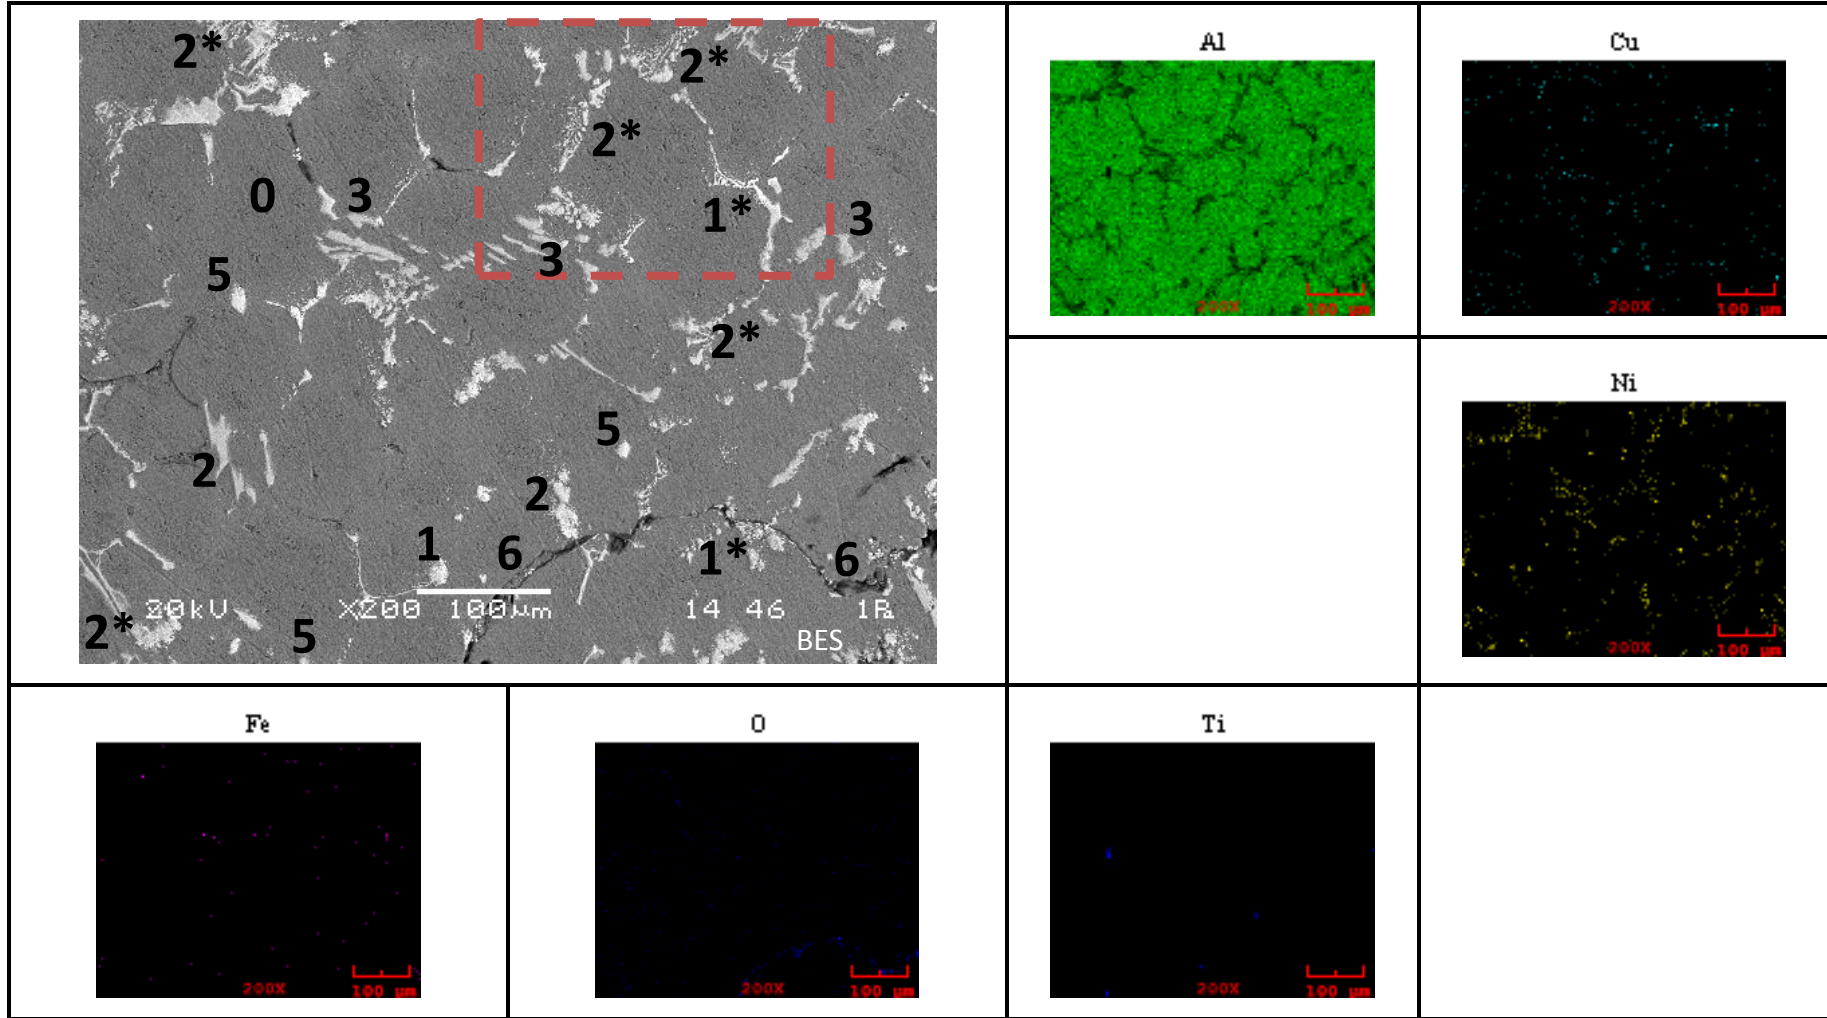 2*
2*
2*
0
3
1*
3
5
3
2*
5
2
2
1
6
1*
6
20kV
X200
100μm
14 46
1Pa
BES
2*
5
Al
200X
100 μm
Cu
200X
100 μm
Ni
200X
100 μm
Fe
200X
100 μm
O
200X
100 μm
Ti
200X
100 μm